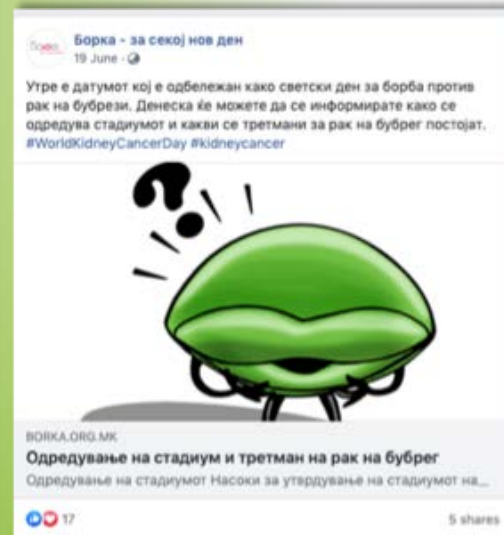 Борка - за секој нов ден
19 June
Утре е датумот кој е одбележан како светски ден за борба против
рак на бубрези. Денеска ќе можете да се информирате како се
одредува стадиумот и какви се третмани за рак на бубрег постојат.
#WorldKidneyCancerDay #kidneycancer
?
BORKA.ORG.MK
Одредување на стадиум и третман на рак на бубрег
Одредување на стадиумот Насоки за утврдување на стадиумот на...
17
5 shares